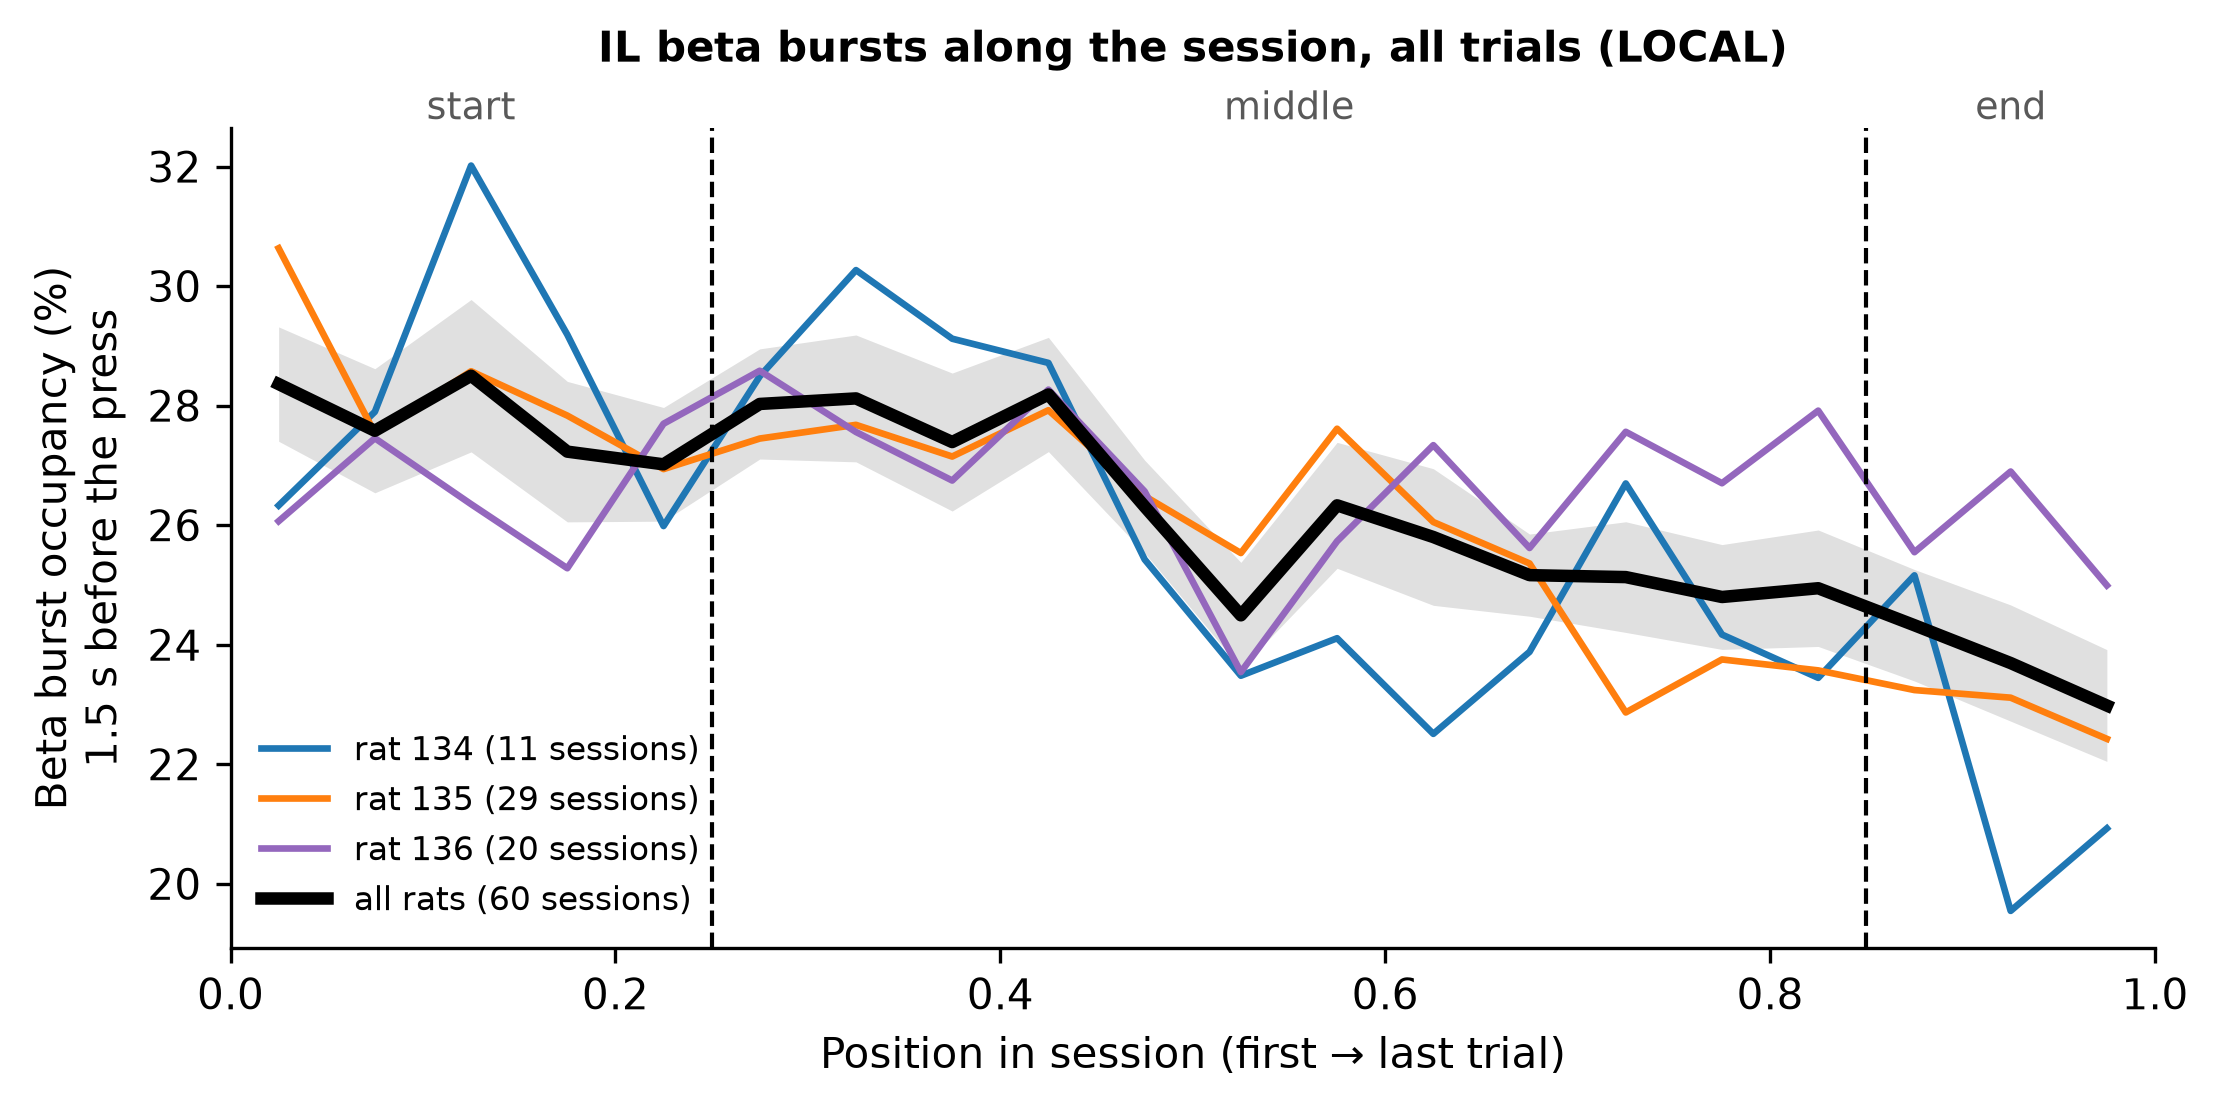 IL beta bursts along the session, all trials (LOCAL)
start
middle
end
Beta burst occupancy (%)
1.5 s before the press
32
30
28
26
24
22
20
rat 134 (11 sessions)
rat 135 (29 sessions)
rat 136 (20 sessions)
all rats (60 sessions)
0.0
0.2
0.4
0.6
0.8
1.0
Position in session (first → last trial)